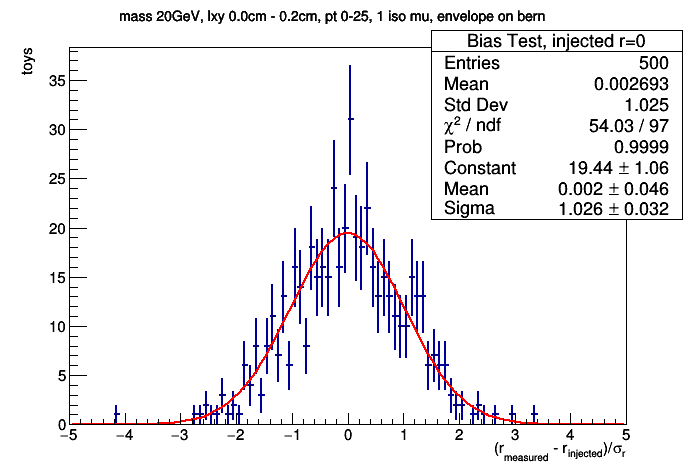 mass 20GeV, lxy 0.0cm - 0.2cm, pt 0-25, 1 iso mu, envelope on bern
Bias Test, injected r=0
Entries 500
Mean 0.002693
Std Dev 1.025
χ² / ndf 54.03 / 97
Prob 0.9999
Constant 19.44 ± 1.06
Mean 0.002 ± 0.046
Sigma 1.026 ± 0.032
toys
35
30
25
20
15
10
5
0
−5 −4 −3 −2 −1 0 1 2 3 4 5
(r_measured - r_injected)/σ_r